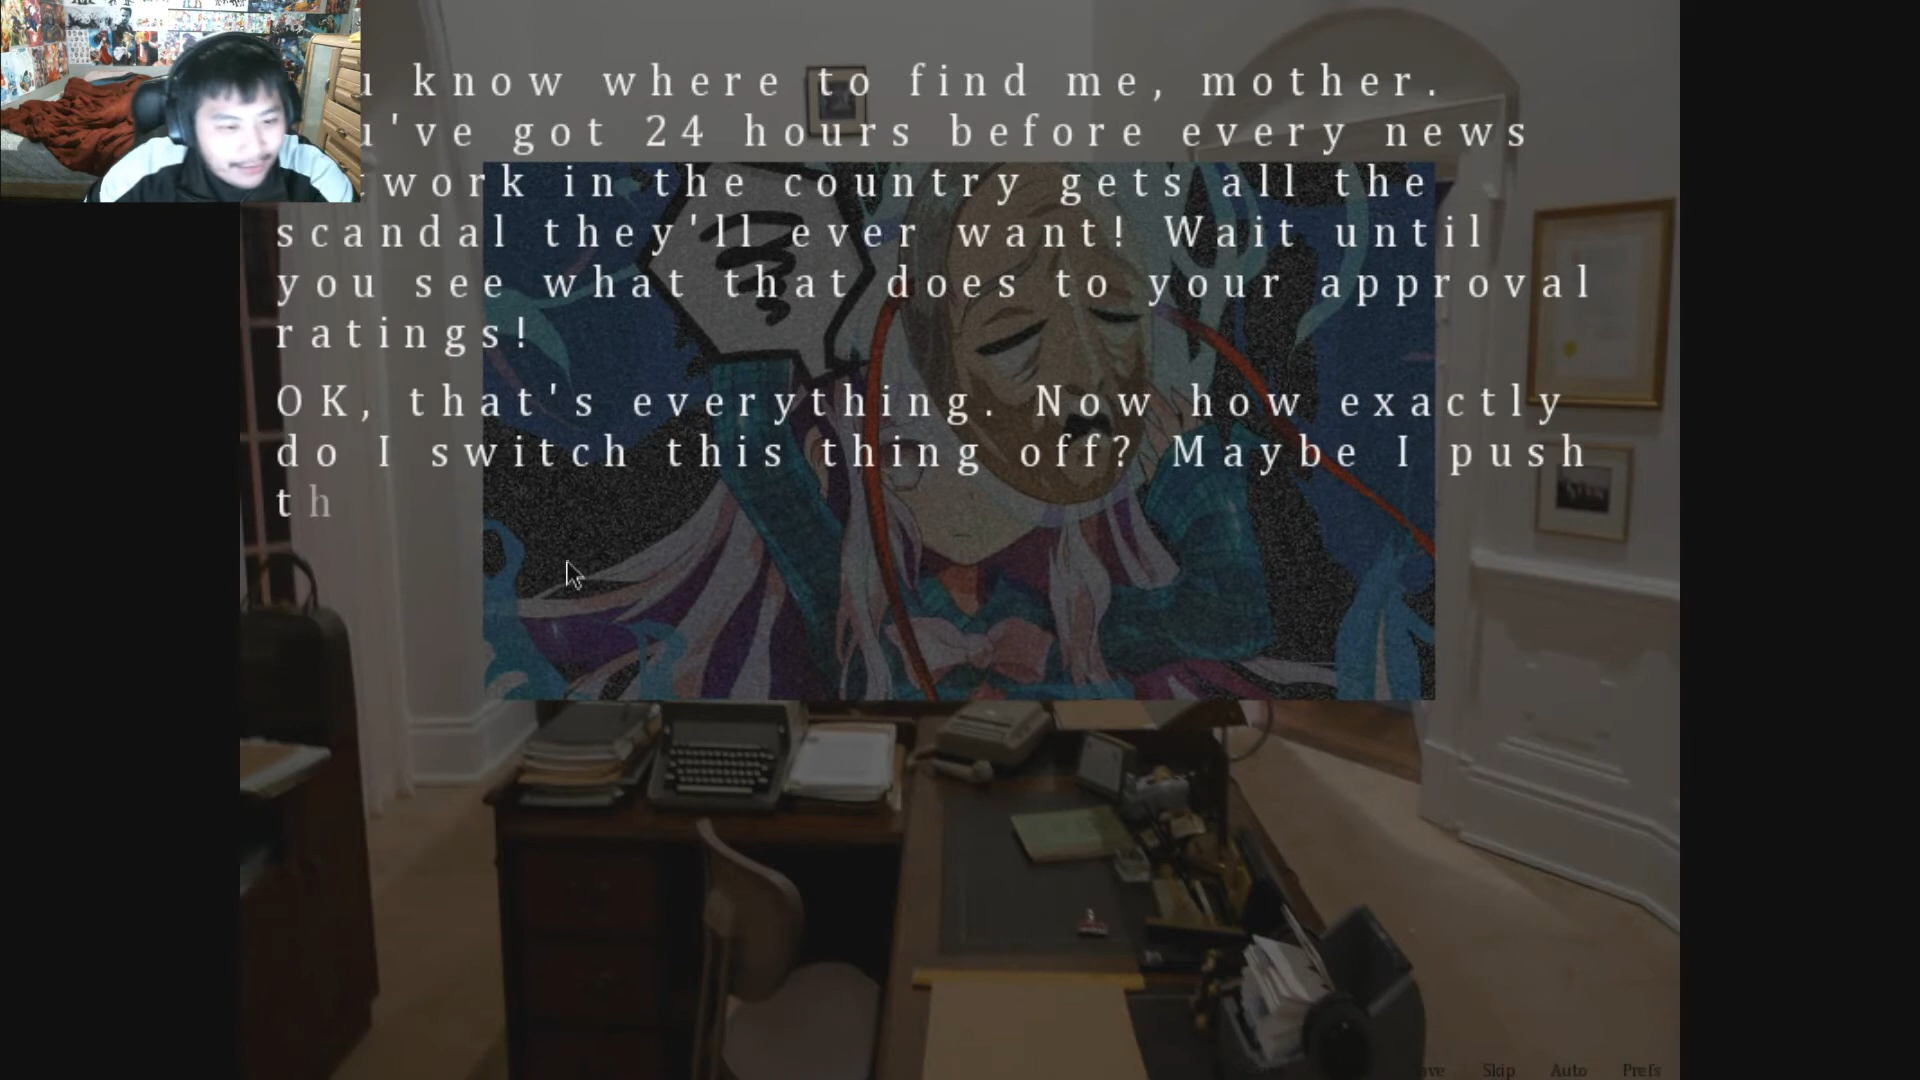 know where to find me, mother.
u've got 24 hours before every news
work in the country gets all the
scandal they'll ever want! Wait until
you see what that does to your approval
ratings!
OK, that's everything. Now how exactly
do I switch this thing off? Maybe I push
th
Skip Auto Prefs